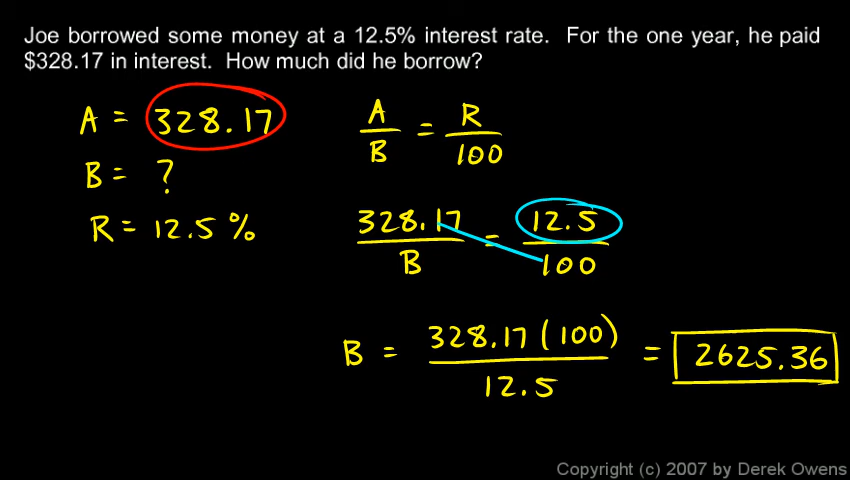 Joe borrowed some money at a 12.5% interest rate. For the one year, he paid
$328.17 in interest. How much did he borrow?
A = 328.17
B = ?
R = 12.5 %
A/B = R/100
328.17/B = 12.5/100
B = 328.17(100)/12.5 = 2625.36
Copyright (c) 2007 by Derek Owens